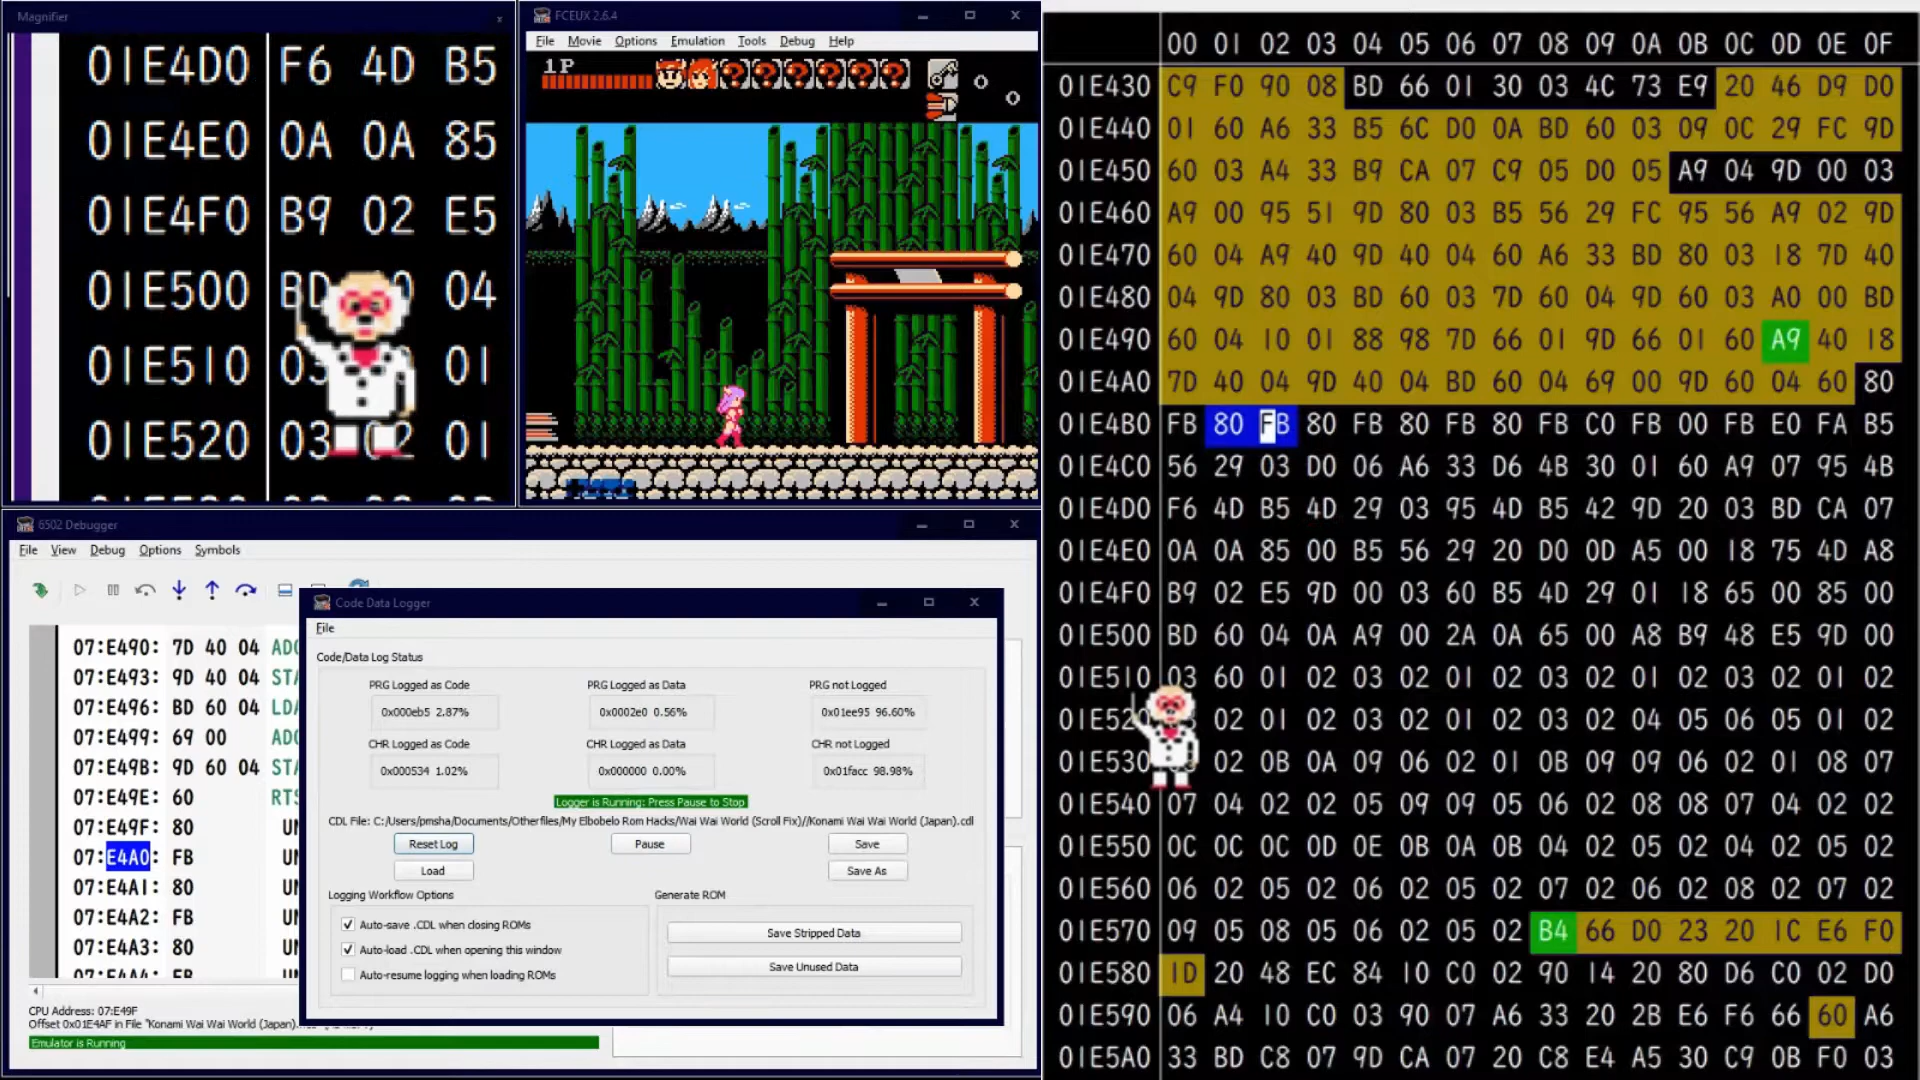 Magnifier
01E4D0 F6 4D B5
01E4E0 0A 0A 85
01E4F0 B9 02 E5
01E500 BD 04
01E510 03 01
01E520 03 02 01
FCEUX 2.6.4
File Movie Options Emulation Tools Debug Help
1P ? ? ? ? ? ? 0
0
6502 Debugger
File View Debug Options Symbols
07:E490: 7D 40 04
07:E493: 9D 40 04
07:E496: BD 60 04
07:E499: 69 00
07:E49B: 9D 60 04
07:E49E: 60
07:E49F: 80
07:E4A0: FB
07:E4A1: 80
07:E4A2: FB
07:E4A3: 80
07:E4A4: FB
CPU Address: 07:E49F
Offset 0x01E4AF in File "Konami Wai Wai World (Japan).
Emulator is Running
Code Data Logger
File
Code/Data Log Status
PRG Logged as Code PRG Logged as Data PRG not Logged
0x000eb5 2.87% 0x0002e0 0.56% 0x01ee95 96.60%
CHR Logged as Code CHR Logged as Data CHR not Logged
0x000534 1.02% 0x000000 0.00% 0x01facc 98.98%
Logger is Running: Press Pause to Stop
CDL File: C:/Users/pmsha/Documents/Otherfiles/My Elbobelo Rom Hacks/Wai Wai World (Scroll Fix)//Konami Wai Wai World (Japan).cdl
Reset Log Pause Save
Load Save As
Logging Workflow Options Generate ROM
Auto-save .CDL when closing ROMs
Auto-load .CDL when opening this window
Auto-resume logging when loading ROMs
Save Stripped Data
Save Unused Data
00 01 02 03 04 05 06 07 08 09 0A 0B 0C 0D 0E 0F
01E430 C9 F0 90 08 BD 66 01 30 03 4C 73 E9 20 46 D9 D0
01E440 01 60 A6 33 B5 6C D0 0A BD 60 03 09 0C 29 FC 9D
01E450 60 03 A4 33 B9 CA 07 C9 05 D0 05 A9 04 9D 00 03
01E460 A9 00 95 51 9D 80 03 B5 56 29 FC 95 56 A9 02 9D
01E470 60 04 A9 40 9D 40 04 60 A6 33 BD 80 03 18 7D 40
01E480 04 9D 80 03 BD 60 03 7D 60 04 9D 60 03 A0 00 BD
01E490 60 04 10 01 88 98 7D 66 01 9D 66 01 60 A9 40 18
01E4A0 7D 40 04 9D 40 04 BD 60 04 69 00 9D 60 04 60 80
01E4B0 FB 80 FB 80 FB 80 FB 80 FB C0 FB 00 FB E0 FA B5
01E4C0 56 29 03 D0 06 A6 33 D6 4B 30 01 60 A9 07 95 4B
01E4D0 F6 4D B5 4D 29 03 95 4D B5 42 9D 20 03 BD CA 07
01E4E0 0A 0A 85 00 B5 56 29 20 D0 0D A5 00 18 75 4D A8
01E4F0 B9 02 E5 9D 00 03 60 B5 4D 29 01 18 65 00 85 00
01E500 BD 60 04 0A A9 00 2A 0A 65 00 A8 B9 48 E5 9D 00
01E510 03 60 01 02 03 02 01 02 03 02 01 02 03 02 01 02
01E52 02 01 02 03 02 01 02 03 02 04 05 06 05 01 02
01E530 02 0B 0A 09 06 02 01 0B 09 09 06 02 01 08 07
01E540 07 04 02 02 05 09 09 05 06 02 08 08 07 04 02 02
01E550 0C 0C 0C 0D 0E 0B 0A 0B 04 02 05 02 04 02 05 02
01E560 06 02 05 02 06 02 05 02 07 02 06 02 08 02 07 02
01E570 09 05 08 05 06 02 05 02 B4 66 D0 23 20 1C E6 F0
01E580 1D 20 48 EC 84 10 C0 02 90 14 20 80 D6 C0 02 D0
01E590 06 A4 10 C0 03 90 07 A6 33 20 2B E6 F6 66 60 A6
01E5A0 33 BD C8 07 9D CA 07 20 C8 E4 A5 30 C9 0B F0 03